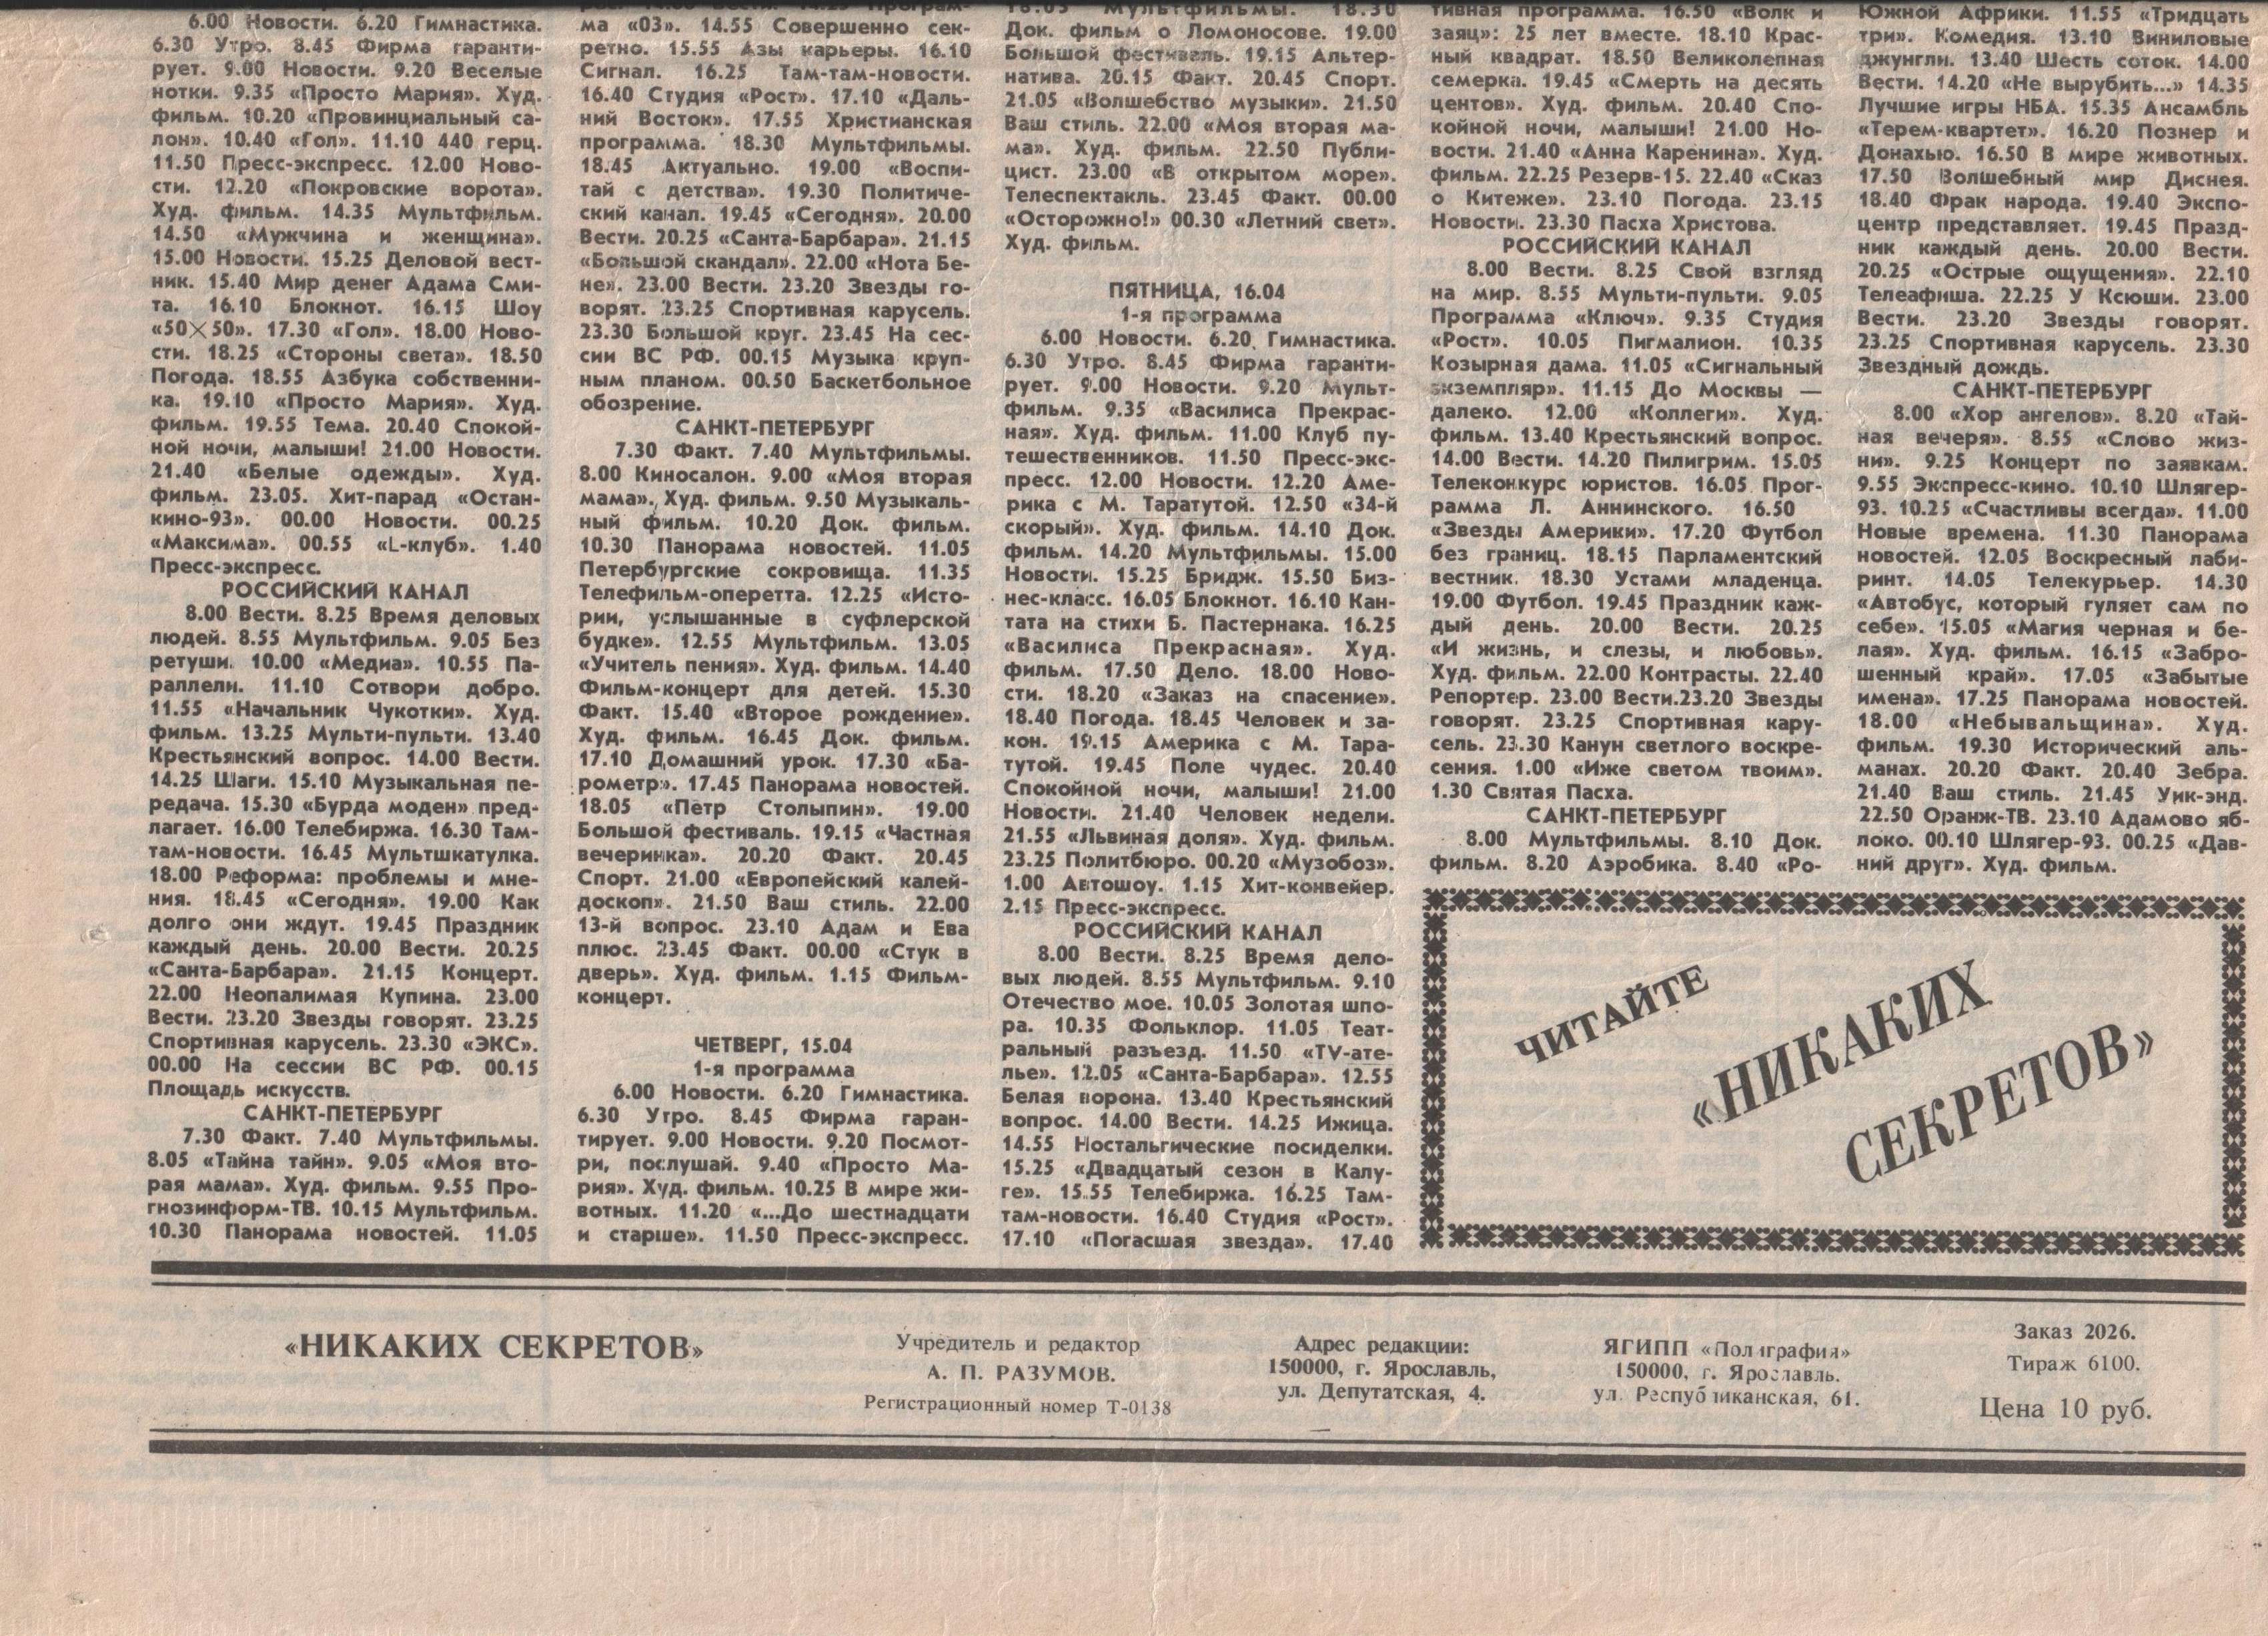 6.00 Новости. 6.20 Гимнастика.
6.30 Утро. 8.45 Фирма гаранти-
рует. 9.00 Новости. 9.20 Веселые
нотки. 9.35 «Просто Мария». Худ.
фильм. 10.20 «Провинциальный са-
лон». 10.40 «Гол». 11.10 440 герц.
11.50 Пресс-экспресс. 12.00 Ново-
сти. 12.20 «Покровские ворота».
Худ. фильм. 14.35 Мультфильм.
14.50 «Мужчина и женщина».
15.00 Новости. 15.25 Деловой вест-
ник. 15.40 Мир денег Адама Сми-
та. 16.10 Блокнот. 16.15 Шоу
«50×50». 17.30 «Гол». 18.00 Ново-
сти. 18.25 «Стороны света». 18.50
Погода. 18.55 Азбука собственни-
ка. 19.10 «Просто Мария». Худ.
фильм. 19.55 Тема. 20.40 Спокой-
ной ночи, малыши! 21.00 Новости.
21.40 «Белые одежды». Худ.
фильм. 23.05. Хит-парад «Остан-
кино-93». 00.00 Новости. 00.25
«Максима». 00.55 «L-клуб». 1.40
Пресс-экспресс.
РОССИЙСКИЙ КАНАЛ
8.00 Вести. 8.25 Время деловых
людей. 8.55 Мультфильм. 9.05 Без
ретуши. 10.00 «Медиа». 10.55 Па-
раллели. 11.10 Сотвори добро.
11.55 «Начальник Чукотки». Худ.
фильм. 13.25 Мульти-пульти. 13.40
Крестьянский вопрос. 14.00 Вести.
14.25 Шаги. 15.10 Музыкальная пе-
редача. 15.30 «Бурда моден» пред-
лагает. 16.00 Телебиржа. 16.30 Там-
там-новости. 16.45 Мультшкатулка.
18.00 Реформа: проблемы и мне-
ния. 18.45 «Сегодня». 19.00 Как
долго они ждут. 19.45 Праздник
каждый день. 20.00 Вести. 20.25
«Санта-Барбара». 21.15 Концерт.
22.00 Неопалимая Купина. 23.00
Вести. 23.20 Звезды говорят. 23.25
Спортивная карусель. 23.30 «ЭКС».
00.00 На сессии ВС РФ. 00.15
Площадь искусств.
САНКТ-ПЕТЕРБУРГ
7.30 Факт. 7.40 Мультфильмы.
8.05 «Тайна тайн». 9.05 «Моя вто-
рая мама». Худ. фильм. 9.55 Про-
гнозинформ-ТВ. 10.15 Мультфильм.
10.30 Панорама новостей. 11.05
ма «03». 14.55 Совершенно сек-
ретно. 15.55 Азы карьеры. 16.10
Сигнал. 16.25 Там-там-новости.
16.40 Студия «Рост». 17.10 «Даль-
ний Восток». 17.55 Христианская
программа. 18.30 Мультфильмы.
18.45 Актуально. 19.00 «Воспи-
тай с детства». 19.30 Политиче-
ский канал. 19.45 «Сегодня». 20.00
Вести. 20.25 «Санта-Барбара». 21.15
«Большой скандал». 22.00 «Нота Бе-
не». 23.00 Вести. 23.20 Звезды го-
ворят. 23.25 Спортивная карусель.
23.30 Большой круг. 23.45 На сес-
сии ВС РФ. 00.15 Музыка круп-
ным планом. 00.50 Баскетбольное
обозрение.
САНКТ-ПЕТЕРБУРГ
7.30 Факт. 7.40 Мультфильмы.
8.00 Киносалон. 9.00 «Моя вторая
мама». Худ. фильм. 9.50 Музыкаль-
ный фильм. 10.20 Док. фильм.
10.30 Панорама новостей. 11.05
Петербургские сокровища. 11.35
Телефильм-оперетта. 12.25 «Исто-
рии, услышанные в суфлерской
будке». 12.55 Мультфильм. 13.05
«Учитель пения». Худ. фильм. 14.40
Фильм-концерт для детей. 15.30
Факт. 15.40 «Второе рождение».
Худ. фильм. 16.45 Док. фильм.
17.10 Домашний урок. 17.30 «Ба-
рометр». 17.45 Панорама новостей.
18.05 «Петр Столыпин». 19.00
Большой фестиваль. 19.15 «Частная
вечеринка». 20.20 Факт. 20.45
Спорт. 21.00 «Европейский калей-
доскоп». 21.50 Ваш стиль. 22.00
13-й вопрос. 23.10 Адам и Ева
плюс. 23.45 Факт. 00.00 «Стук в
дверь». Худ. фильм. 1.15 Фильм-
концерт.
ЧЕТВЕРГ, 15.04
1-я программа
6.00 Новости. 6.20 Гимнастика.
6.30 Утро. 8.45 Фирма гаран-
тирует. 9.00 Новости. 9.20 Посмот-
ри, послушай. 9.40 «Просто Ма-
рия». Худ. фильм. 10.25 В мире жи-
вотных. 11.20 «...До шестнадцати
и старше». 11.50 Пресс-экспресс.
18.05 Мультфильмы. 18.30
Док. фильм о Ломоносове. 19.00
Большой фестиваль. 19.15 Альтер-
натива. 20.15 Факт. 20.45 Спорт.
21.05 «Волшебство музыки». 21.50
Ваш стиль. 22.00 «Моя вторая ма-
ма». Худ. фильм. 22.50 Публи-
цист. 23.00 «В открытом море».
Телеспектакль. 23.45 Факт. 00.00
«Осторожно!» 00.30 «Летний свет».
Худ. фильм.
ПЯТНИЦА, 16.04
1-я программа
6.00 Новости. 6.20. Гимнастика.
6.30 Утро. 8.45 Фирма гаранти-
рует. 9.00 Новости. 9.20 Мульт-
фильм. 9.35 «Василиса Прекрас-
ная». Худ. фильм. 11.00 Клуб пу-
тешественников. 11.50 Пресс-экс-
пресс. 12.00 Новости. 12.20 Аме-
рика с М. Таратутой. 12.50 «34-й
скорый». Худ. фильм. 14.10 Док.
фильм. 14.20 Мультфильмы. 15.00
Новости. 15.25 Бридж. 15.50 Биз-
нес-класс. 16.05 Блокнот. 16.10 Кан-
тата на стихи Б. Пастернака. 16.25
«Василиса Прекрасная». Худ.
фильм. 17.50 Дело. 18.00 Ново-
сти. 18.20 «Заказ на спасение».
18.40 Погода. 18.45 Человек и за-
кон. 19.15 Америка с М. Тара-
тутой. 19.45 Поле чудес. 20.40
Спокойной ночи, малыши! 21.00
Новости. 21.40 Человек недели.
21.55 «Львиная доля». Худ. фильм.
23.25 Политбюро. 00.20 «Музобоз».
1.00 Автошоу. 1.15 Хит-конвейер.
2.15 Пресс-экспресс.
РОССИЙСКИЙ КАНАЛ
8.00 Вести. 8.25 Время дело-
вых людей. 8.55 Мультфильм. 9.10
Отечество мое. 10.05 Золотая шпо-
ра. 10.35 Фольклор. 11.05 Теат-
ральный разъезд. 11.50 «TV-ате-
лье». 12.05 «Санта-Барбара». 12.55
Белая ворона. 13.40 Крестьянский
вопрос. 14.00 Вести. 14.25 Ижица.
14.55 Ностальгические посиделки.
15.25 «Двадцатый сезон в Калу-
ге». 15.55 Телебиржа. 16.25 Там-
там-новости. 16.40 Студия «Рост».
17.10 «Погасшая звезда». 17.40
тивная программа. 16.50 «Волк и
заяц»: 25 лет вместе. 18.10 Крас-
ный квадрат. 18.50 Великолепная
семерка. 19.45 «Смерть на десять
центов». Худ. фильм. 20.40 Спо-
койной ночи, малыши! 21.00 Но-
вости. 21.40 «Анна Каренина». Худ.
фильм. 22.25 Резерв-15. 22.40 «Сказ
о Китеже». 23.10 Погода. 23.15
Новости. 23.30 Пасха Христова.
РОССИЙСКИЙ КАНАЛ
8.00 Вести. 8.25 Свой взгляд
на мир. 8.55 Мульти-пульти. 9.05
Программа «Ключ». 9.35 Студия
«Рост». 10.05 Пигмалион. 10.35
Козырная дама. 11.05 «Сигнальный
экземпляр». 11.15 До Москвы —
далеко. 12.00 «Коллеги». Худ.
фильм. 13.40 Крестьянский вопрос.
14.00 Вести. 14.20 Пилигрим. 15.05
Телеконкурс юристов. 16.05 Прог-
рамма Л. Аннинского. 16.50
«Звезды Америки». 17.20 Футбол
без границ. 18.15 Парламентский
вестник. 18.30 Устами младенца.
19.00 Футбол. 19.45 Праздник каж-
дый день. 20.00 Вести. 20.25
«И жизнь, и слезы, и любовь».
Худ. фильм. 22.00 Контрасты. 22.40
Репортер. 23.00 Вести.23.20 Звезды
говорят. 23.25 Спортивная кару-
сель. 23.30 Канун светлого воскре-
сения. 1.00 «Иже светом твоим».
1.30 Святая Пасха.
САНКТ-ПЕТЕРБУРГ
8.00 Мультфильмы. 8.10 Док.
фильм. 8.20 Аэробика. 8.40 «Ро-
Южной Африки. 11.55 «Тридцать
три». Комедия. 13.10 Виниловые
джунгли. 13.40 Шесть соток. 14.00
Вести. 14.20 «Не вырубить...» 14.35
Лучшие игры НБА. 15.35 Ансамбль
«Терем-квартет». 16.20 Познер и
Донахью. 16.50 В мире животных.
17.50 Волшебный мир Диснея.
18.40 Фрак народа. 19.40 Экспо-
центр представляет. 19.45 Празд-
ник каждый день. 20.00 Вести.
20.25 «Острые ощущения». 22.10
Телеафиша. 22.25 У Ксюши. 23.00
Вести. 23.20 Звезды говорят.
23.25 Спортивная карусель. 23.30
Звездный дождь.
САНКТ-ПЕТЕРБУРГ
8.00 «Хор ангелов». 8.20 «Тай-
ная вечеря». 8.55 «Слово жиз-
ни». 9.25 Концерт по заявкам.
9.55 Экспресс-кино. 10.10 Шлягер-
93. 10.25 «Счастливы всегда». 11.00
Новые времена. 11.30 Панорама
новостей. 12.05 Воскресный лаби-
ринт. 14.05 Телекурьер. 14.30
«Автобус, который гуляет сам по
себе». 15.05 «Магия черная и бе-
лая». Худ. фильм. 16.15 «Забро-
шенный край». 17.05 «Забытые
имена». 17.25 Панорама новостей.
18.00 «Небывальщина». Худ.
фильм. 19.30 Исторический аль-
манах. 20.20 Факт. 20.40 Зебра.
21.40 Ваш стиль. 21.45 Уик-энд.
22.50 Оранж-ТВ. 23.10 Адамово яб-
локо. 00.10 Шлягер-93. 00.25 «Дав-
ний друг». Худ. фильм.
ЧИТАЙТЕ
«НИКАКИХ
СЕКРЕТОВ»
«НИКАКИХ СЕКРЕТОВ»
Учредитель и редактор
А. П. РАЗУМОВ.
Регистрационный номер Т-0138
Адрес редакции:
150000, г. Ярославль,
ул. Депутатская, 4.
ЯГИПП «Полиграфия»
150000, г. Ярославль.
ул. Республиканская, 61.
Заказ 2026.
Тираж 6100.
Цена 10 руб.